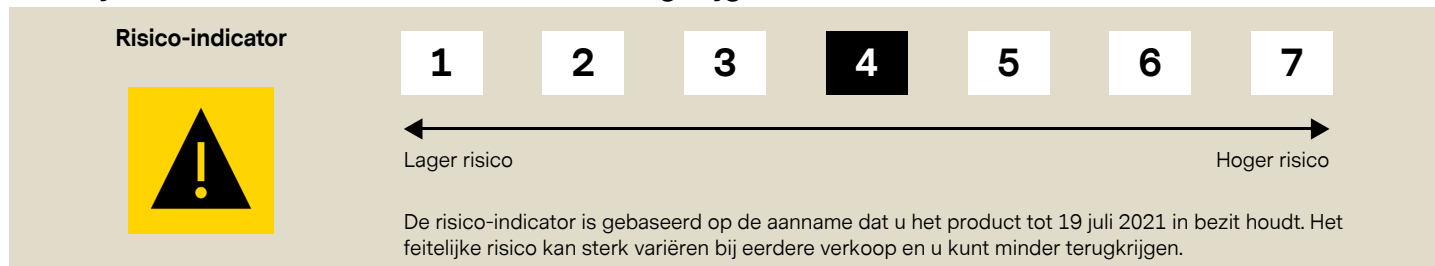 Risico-indicator
1 2 3 4 5 6 7
Lager risico Hoger risico
De risico-indicator is gebaseerd op de aanname dat u het product tot 19 juli 2021 in bezit houdt. Het
feitelijke risico kan sterk variëren bij eerdere verkoop en u kunt minder terugkrijgen.